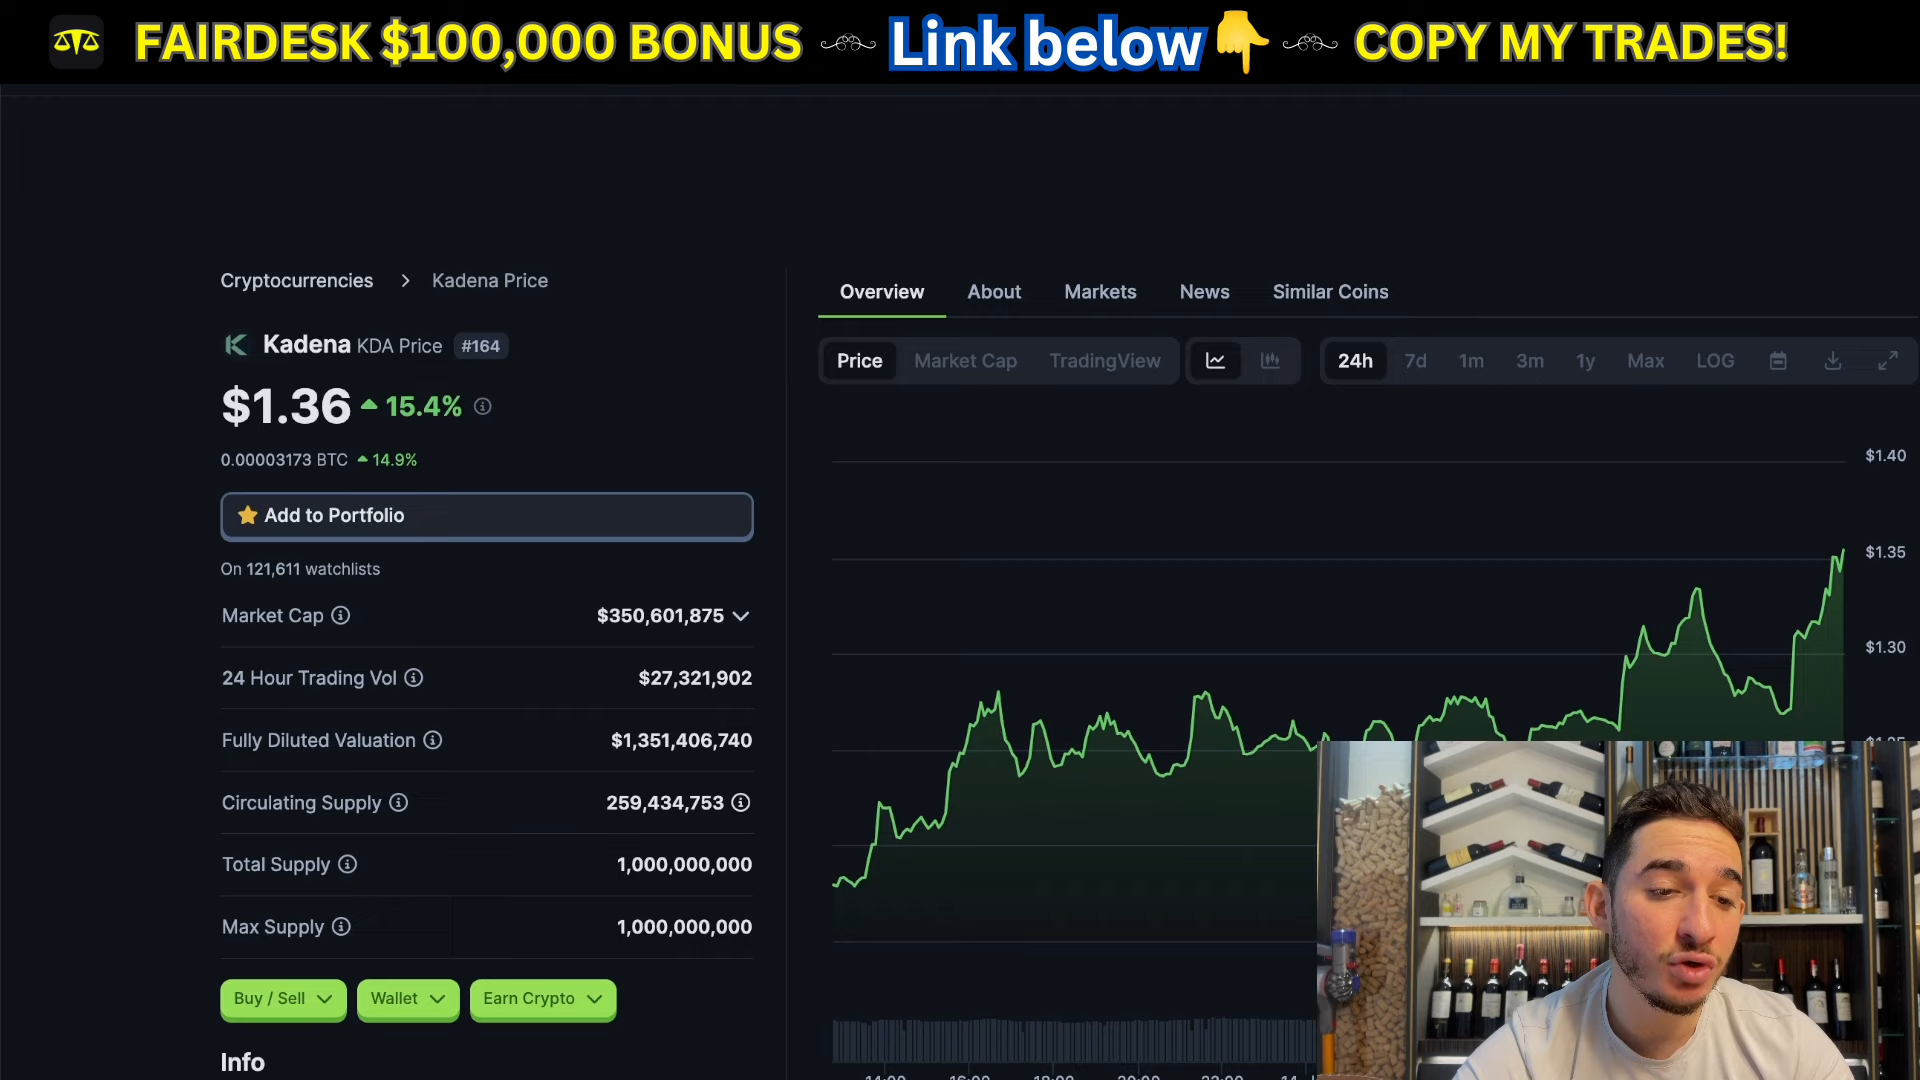 FAIRDESK $100,000 BONUS Link below COPY MY TRADES!
Cryptocurrencies > Kadena Price
Kadena KDA Price #164
$1.36 15.4%
0.00003173 BTC 14.9%
Add to Portfolio
On 121,611 watchlists
Market Cap $350,601,875
24 Hour Trading Vol $27,321,902
Fully Diluted Valuation $1,351,406,740
Circulating Supply 259,434,753
Total Supply 1,000,000,000
Max Supply 1,000,000,000
Buy / Sell Wallet Earn Crypto
Info
Overview About Markets News Similar Coins
Price Market Cap TradingView 24h 7d 1m 3m 1y Max LOG
$1.40
$1.35
$1.30